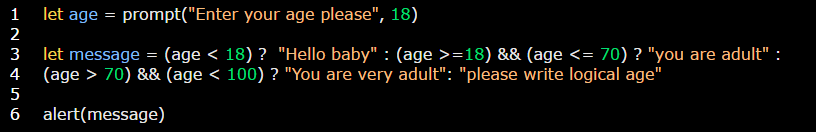 1 let age = prompt("Enter your age please", 18)
2
3 let message = (age < 18) ?  "Hello baby" : (age >=18) && (age <= 70) ? "you are adult" :
4 (age > 70) && (age < 100) ? "You are very adult": "please write logical age"
5
6 alert(message)